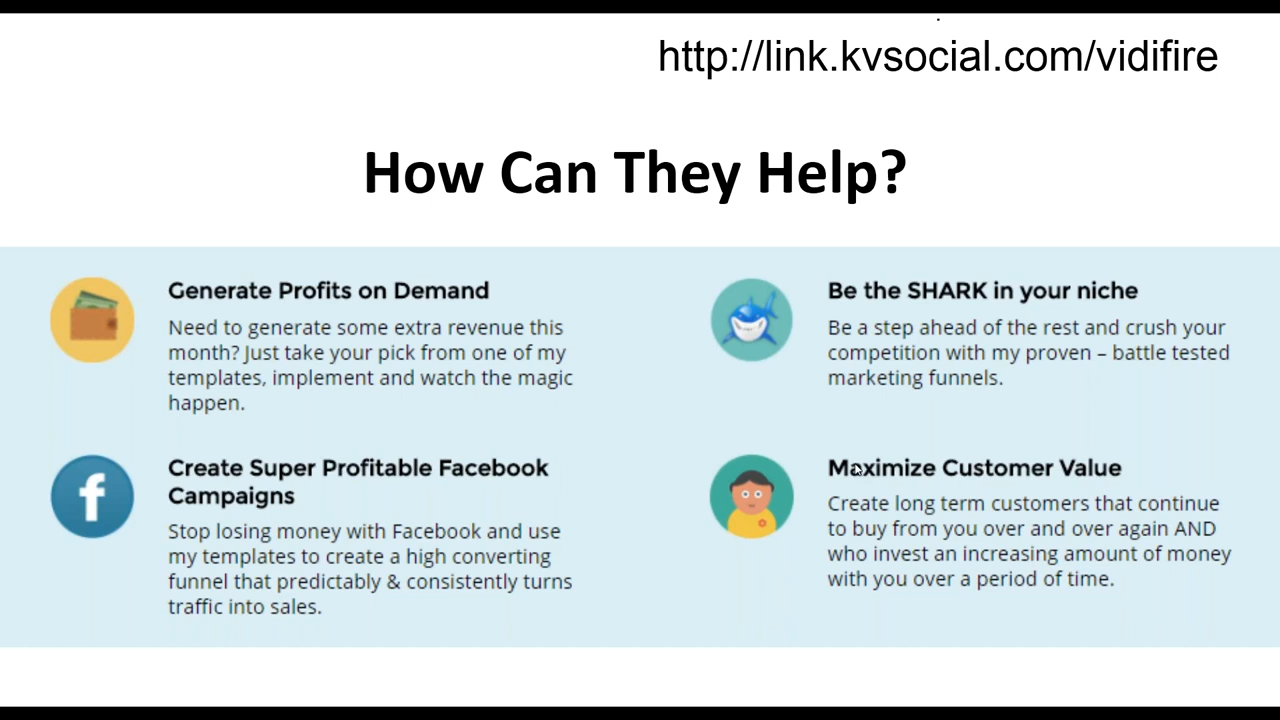 http://link.kvsocial.com/vidifire
How Can They Help?
Generate Profits on Demand
Need to generate some extra revenue this
month? Just take your pick from one of my
templates, implement and watch the magic
happen.
Be the SHARK in your niche
Be a step ahead of the rest and crush your
competition with my proven – battle tested
marketing funnels.
Create Super Profitable Facebook
Campaigns
Stop losing money with Facebook and use
my templates to create a high converting
funnel that predictably & consistently turns
traffic into sales.
Maximize Customer Value
Create long term customers that continue
to buy from you over and over again AND
who invest an increasing amount of money
with you over a period of time.